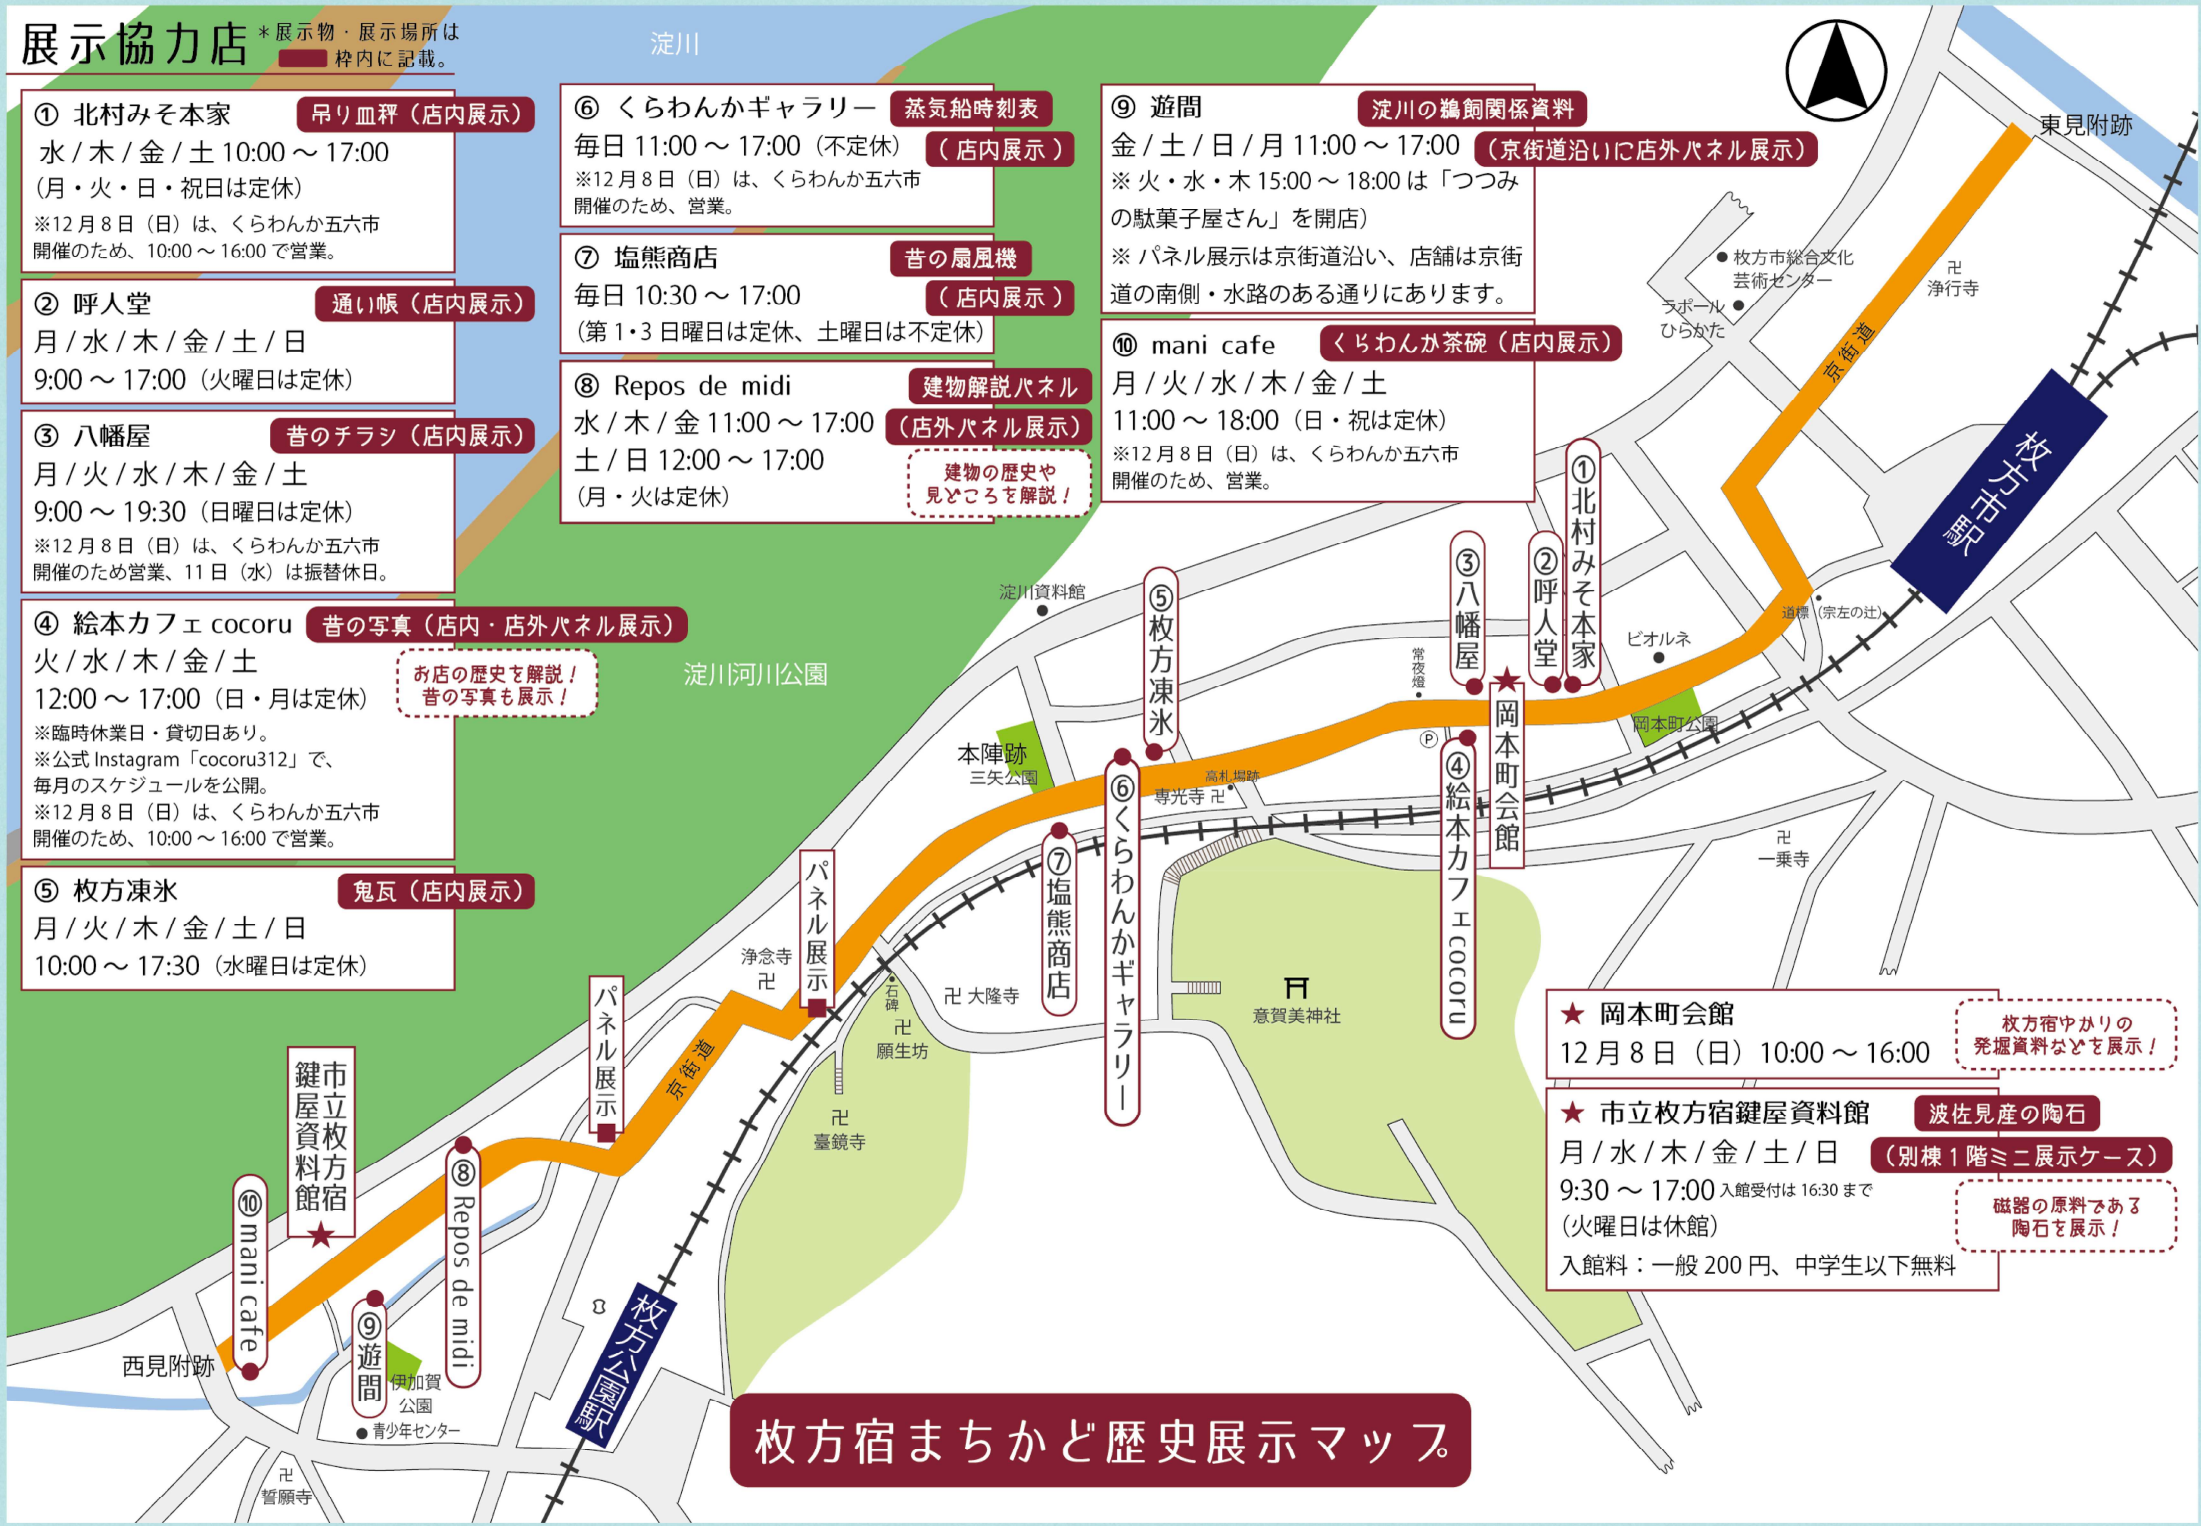 展示協力店
＊展示物・展示場所は
枠内に記載。
① 北村みそ本家
吊り皿秤（店内展示）
水 / 木 / 金 / 土 10:00 ～ 17:00
（月・火・日・祝日は定休）
※12 月 8 日（日）は、くらわんか五六市
開催のため、10:00 ～ 16:00 で営業。
② 呼人堂
通い帳（店内展示）
月 / 水 / 木 / 金 / 土 / 日
9:00 ～ 17:00（火曜日は定休）
③ 八幡屋
昔のチラシ（店内展示）
月 / 火 / 水 / 木 / 金 / 土
9:00 ～ 19:30（日曜日は定休）
※12 月 8 日（日）は、くらわんか五六市
開催のため営業、11 日（水）は振替休日。
④ 絵本カフェ cocoru
昔の写真（店内・店外パネル展示）
火 / 水 / 木 / 金 / 土
12:00 ～ 17:00（日・月は定休）
お店の歴史を解説！
昔の写真も展示！
※臨時休業日・貸切日あり。
※公式 Instagram「cocoru312」で、
毎月のスケジュールを公開。
※12 月 8 日（日）は、くらわんか五六市
開催のため、10:00 ～ 16:00 で営業。
⑤ 枚方凍氷
鬼瓦（店内展示）
月 / 火 / 木 / 金 / 土 / 日
10:00 ～ 17:30（水曜日は定休）
⑥ くらわんかギャラリー
蒸気船時刻表
（店内展示）
毎日 11:00 ～ 17:00（不定休）
※12 月 8 日（日）は、くらわんか五六市
開催のため、営業。
⑦ 塩熊商店
昔の扇風機
（店内展示）
毎日 10:30 ～ 17:00
（第 1・3 日曜日は定休、土曜日は不定休）
⑧ Repos de midi
建物解説パネル
（店外パネル展示）
水 / 木 / 金 11:00 ～ 17:00
土 / 日 12:00 ～ 17:00
（月・火は定休）
建物の歴史や
見どころを解説！
⑨ 遊間
淀川の鵜飼関係資料
（京街道沿いに店外パネル展示）
金 / 土 / 日 / 月 11:00 ～ 17:00
※ 火・水・木 15:00 ～ 18:00 は「つつみ
の駄菓子屋さん」を開店）
※ パネル展示は京街道沿い、店舗は京街
道の南側・水路のある通りにあります。
⑩ mani cafe
くらわんか茶碗（店内展示）
月 / 火 / 水 / 木 / 金 / 土
11:00 ～ 18:00（日・祝は定休）
※12 月 8 日（日）は、くらわんか五六市
開催のため、営業。
淀川
東見附跡
枚方市総合文化
芸術センター
ラポール
ひらかた
卍
浄行寺
京街道
枚方市駅
①北村みそ本家
②呼人堂
③八幡屋
道標（宗左の辻）
ビオルネ
岡本町公園
常夜燈
岡本町会館
Ⓟ
④絵本カフェcocoru
淀川資料館
⑤枚方凍氷
淀川河川公園
本陣跡
三矢公園
⑥くらわんかギャラリー
高札場跡
専光寺 卍
⑦塩熊商店
卍
一乗寺
意賀美神社
パネル展示
浄念寺
卍
石碑
卍 大隆寺
卍
願生坊
卍
臺鏡寺
パネル展示
京街道
市立枚方宿
鍵屋資料館
⑧Repos de midi
⑩mani cafe
西見附跡
⑨遊間
伊加賀
公園
青少年センター
卍
誓願寺
枚方公園駅
★ 岡本町会館
12 月 8 日（日）10:00 ～ 16:00
枚方宿ゆかりの
発掘資料などを展示！
★ 市立枚方宿鍵屋資料館
波佐見産の陶石
（別棟１階ミニ展示ケース）
月 / 水 / 木 / 金 / 土 / 日
9:30 ～ 17:00 入館受付は 16:30 まで
（火曜日は休館）
入館料：一般 200 円、中学生以下無料
磁器の原料である
陶石を展示！
枚方宿まちかど歴史展示マップ